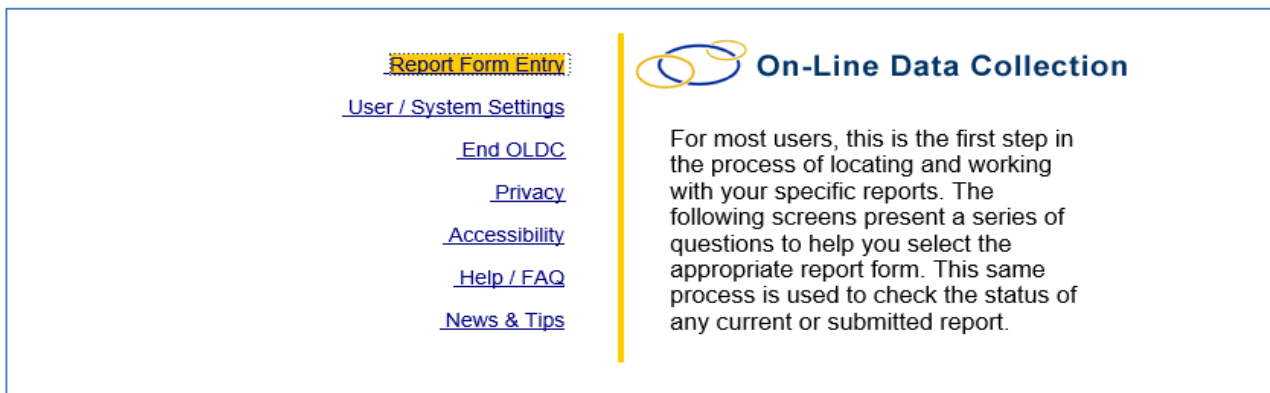 Report Form Entry
User / System Settings
End OLDC
Privacy
Accessibility
Help / FAQ
News & Tips
On-Line Data Collection
For most users, this is the first step in
the process of locating and working
with your specific reports. The
following screens present a series of
questions to help you select the
appropriate report form. This same
process is used to check the status of
any current or submitted report.